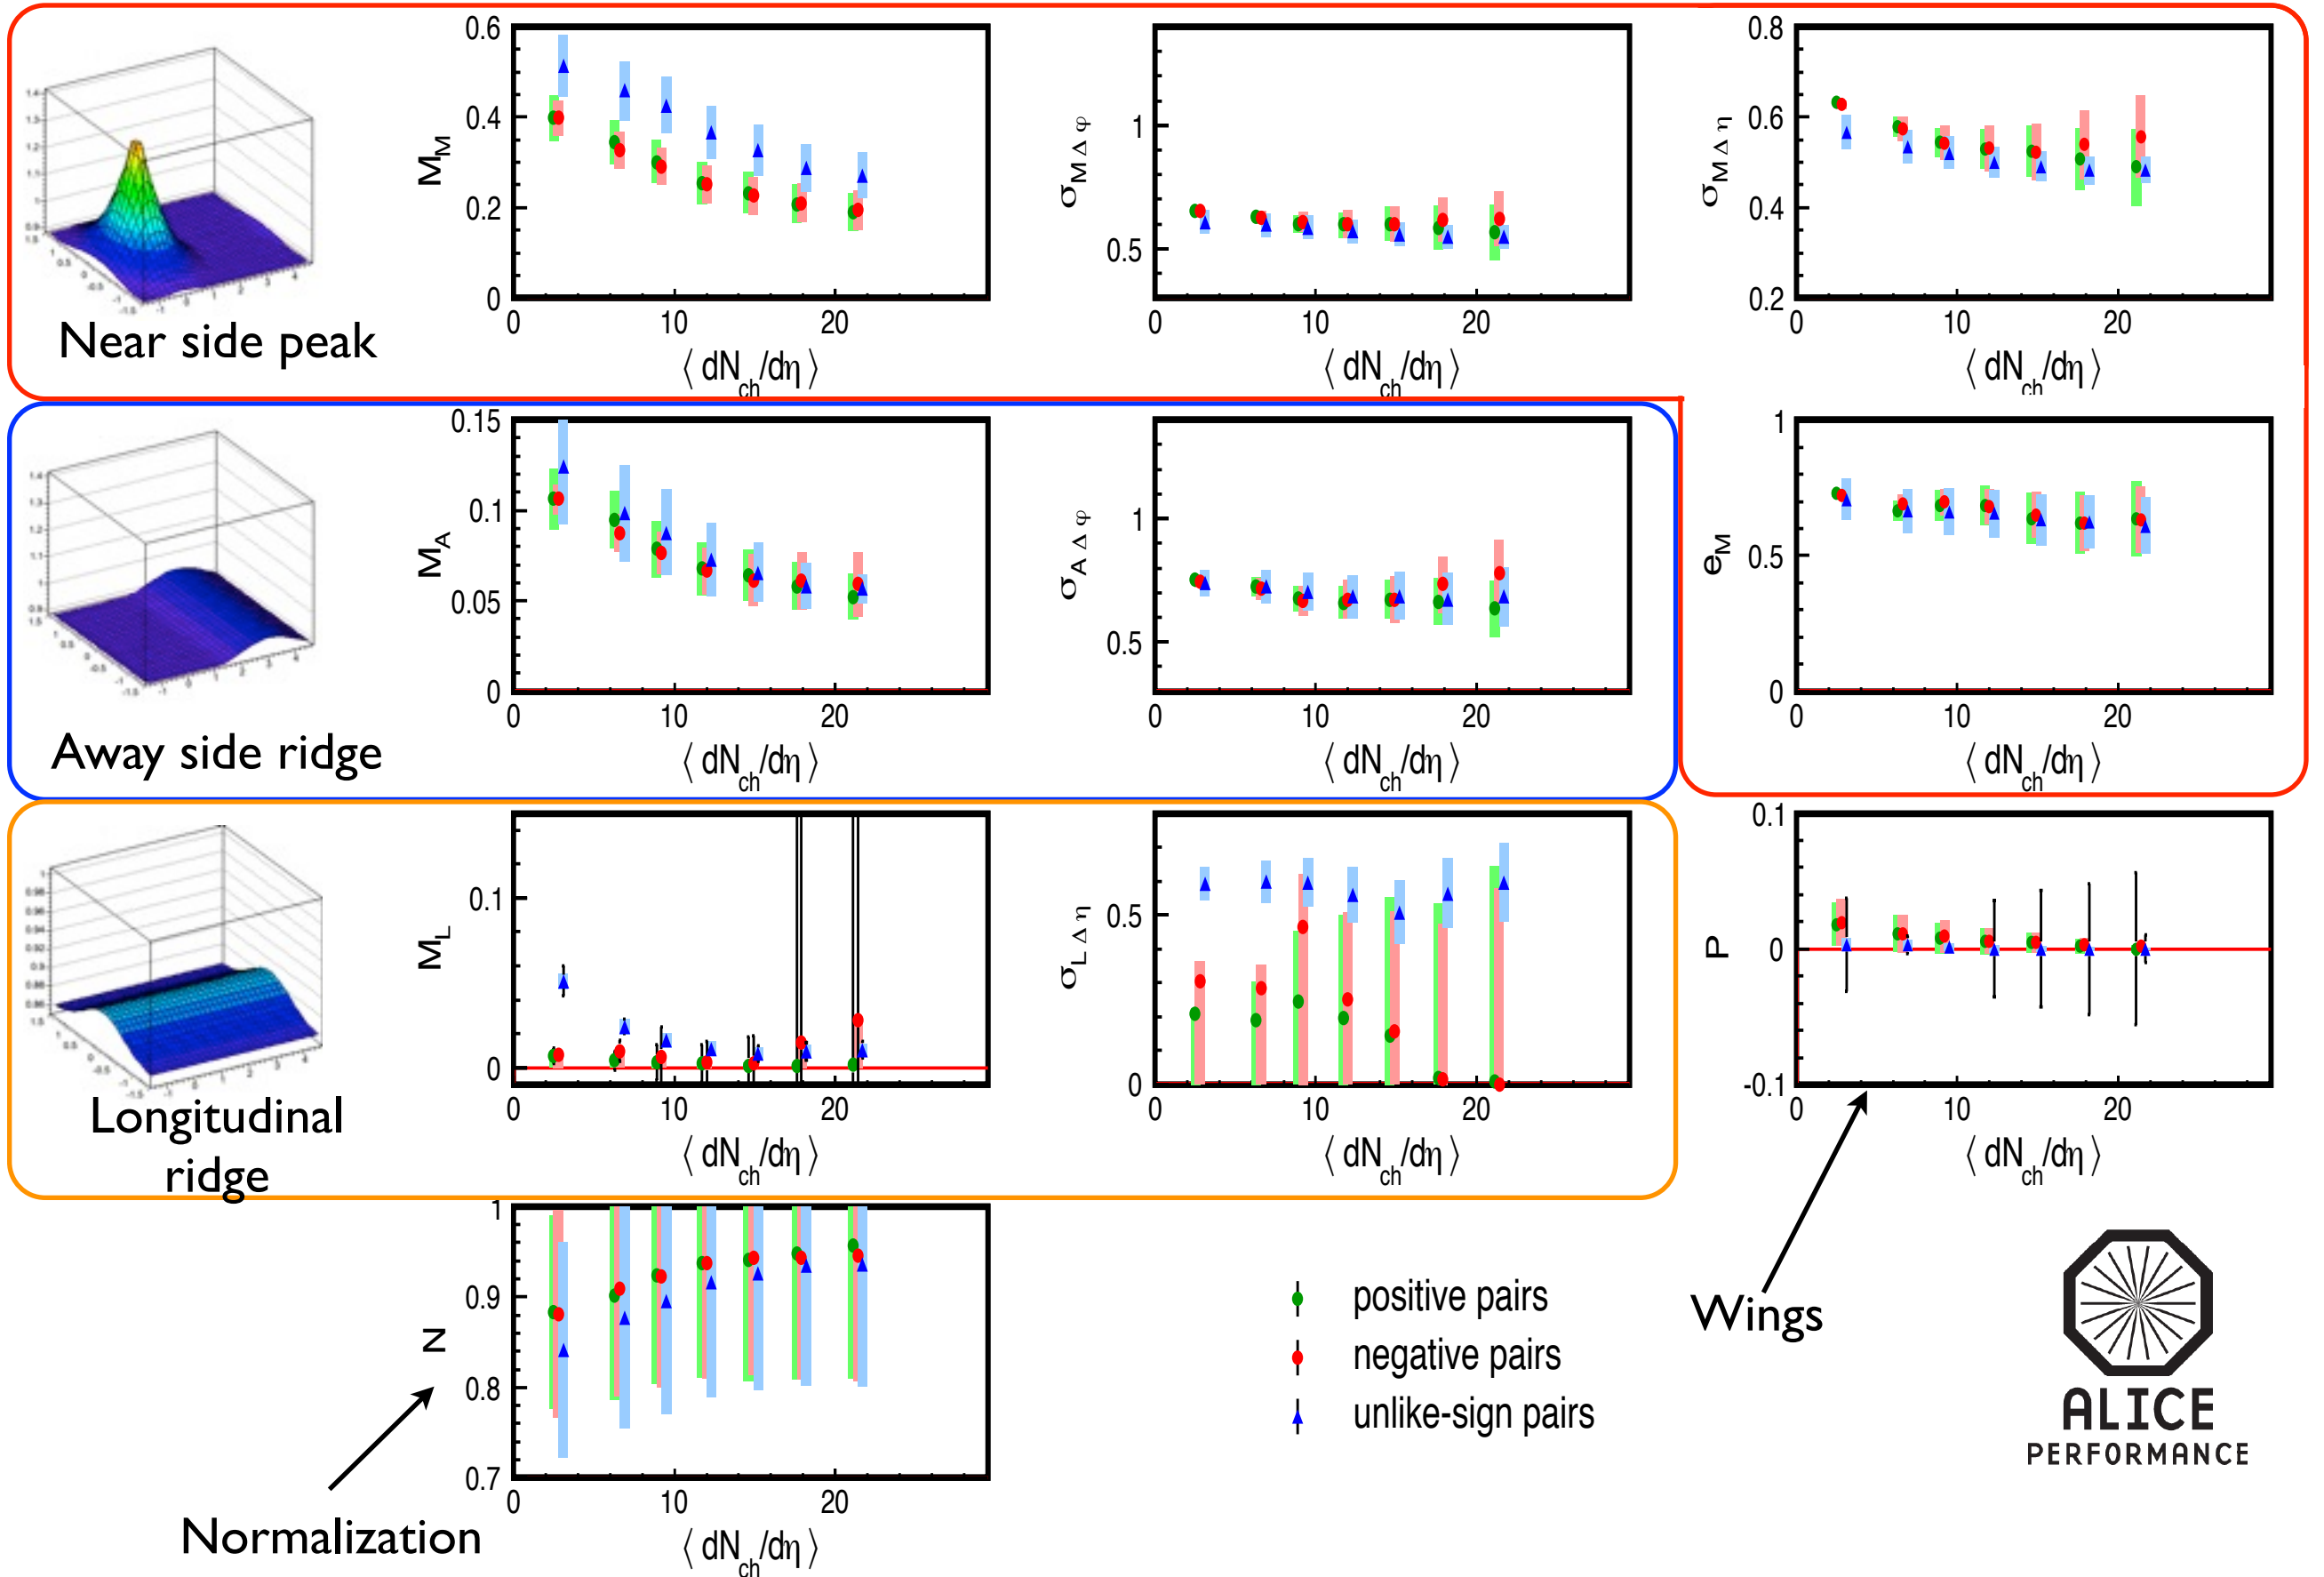 0.6
0.4
0.2
0
M_M
0 10 20
⟨ dN_ch/dη ⟩
1
0.5
σ_M Δ φ
0 10 20
⟨ dN_ch/dη ⟩
0.8
0.6
0.4
0.2
σ_M Δ η
0 10 20
⟨ dN_ch/dη ⟩
Near side peak
0.15
0.1
0.05
0
M_A
0 10 20
⟨ dN_ch/dη ⟩
1
0.5
σ_A Δ φ
0 10 20
⟨ dN_ch/dη ⟩
1
0.5
0
e_M
0 10 20
⟨ dN_ch/dη ⟩
Away side ridge
0.1
0
M_L
0 10 20
⟨ dN_ch/dη ⟩
0.5
0
σ_L Δ η
0 10 20
⟨ dN_ch/dη ⟩
0.1
0
-0.1
P
0 10 20
⟨ dN_ch/dη ⟩
Longitudinal
ridge
1
0.9
0.8
0.7
N
0 10 20
⟨ dN_ch/dη ⟩
Normalization
positive pairs
negative pairs
unlike-sign pairs
Wings
ALICE
PERFORMANCE